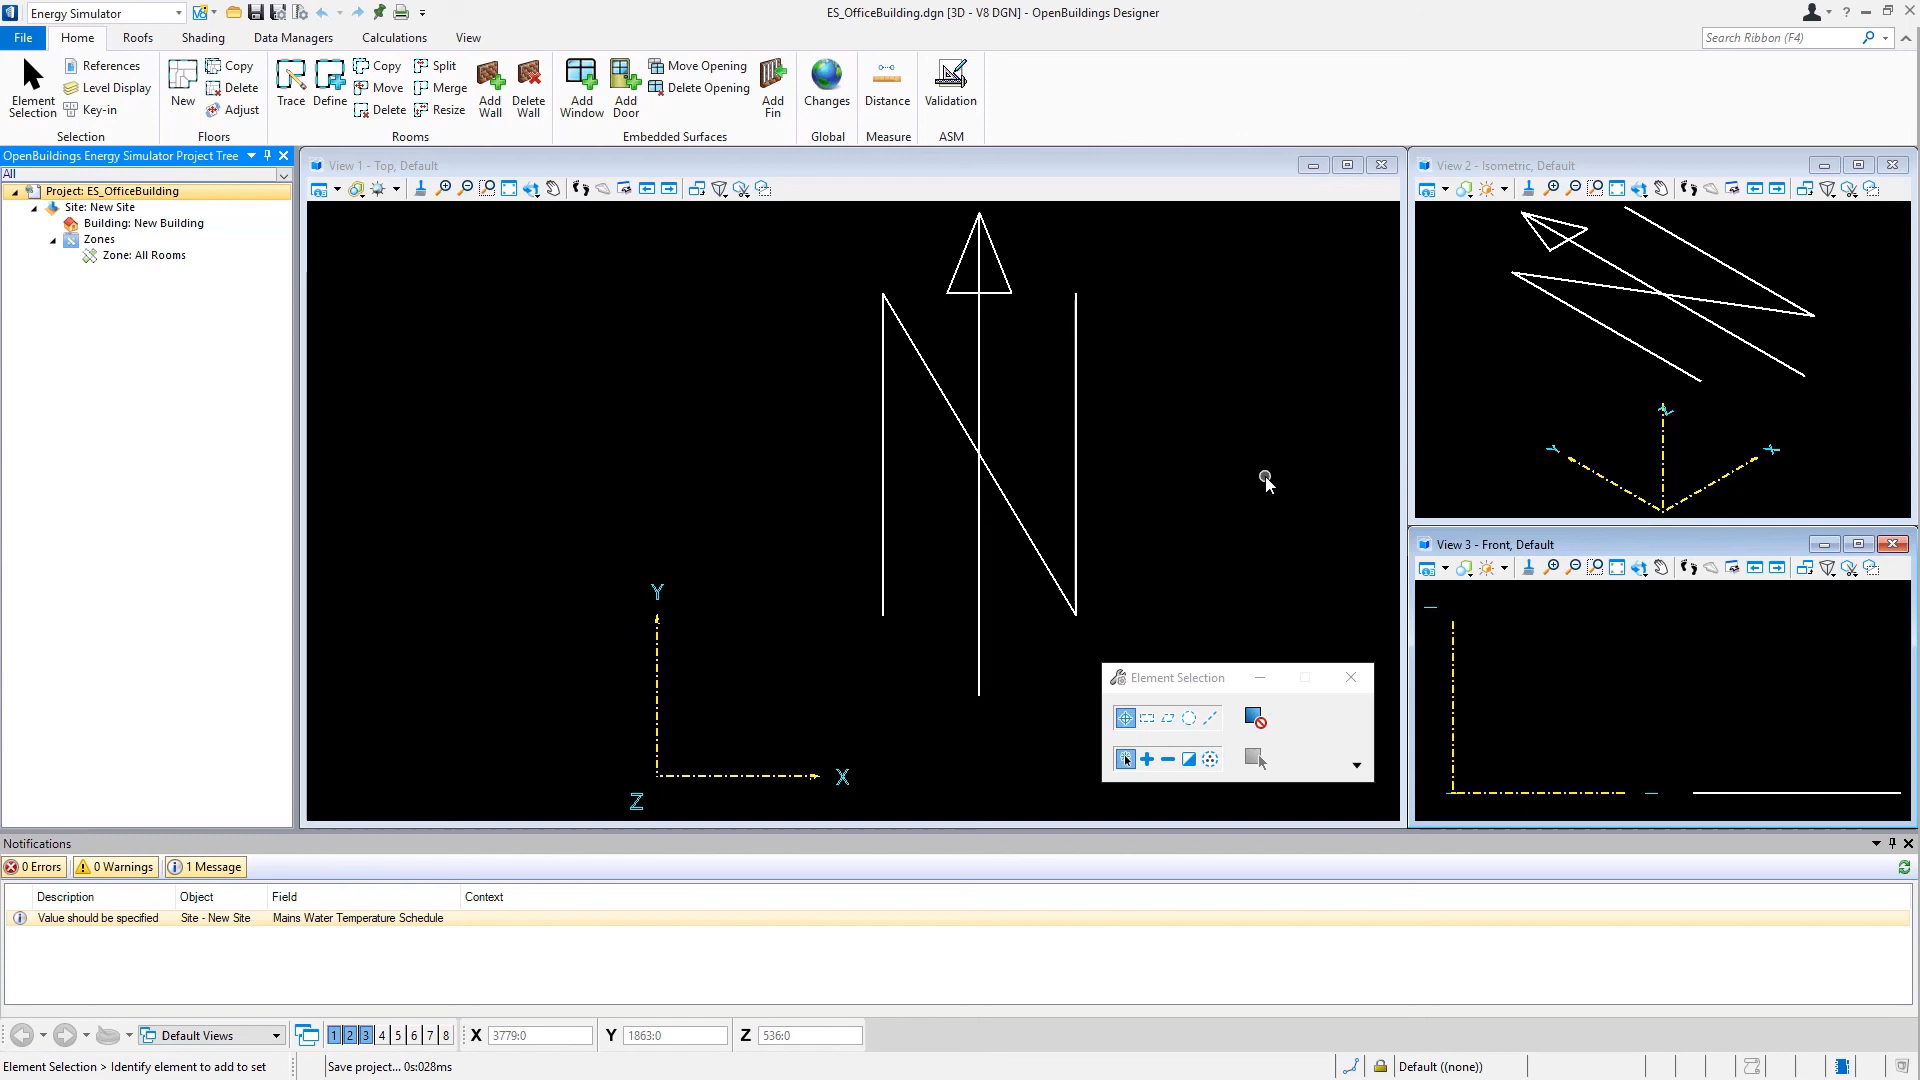 Energy Simulator
ES_OfficeBuilding.dgn [3D - V8 DGN] - OpenBuildings Designer
File Home Roofs Shading Data Managers Calculations View
Search Ribbon (F4)
Element Selection
References
Level Display
Key-in
Selection
New
Copy
Delete
Adjust
Floors
Trace
Define
Copy
Move
Delete
Split
Merge
Resize
Add Wall
Delete Wall
Rooms
Add Window
Add Door
Move Opening
Delete Opening
Add Fin
Embedded Surfaces
Changes
Global
Distance
Measure
Validation
ASM
OpenBuildings Energy Simulator Project Tree
All
Project: ES_OfficeBuilding
Site: New Site
Building: New Building
Zones
Zone: All Rooms
View 1 - Top, Default
Y
X
Z
View 2 - Isometric, Default
View 3 - Front, Default
Element Selection
Notifications
0 Errors
0 Warnings
1 Message
Description Object Field Context
Value should be specified Site - New Site Mains Water Temperature Schedule
Default Views
1 2 3 4 5 6 7 8
X 3779:0
Y 1863:0
Z 536:0
Element Selection > Identify element to add to set
Save project... 0s:028ms
Default ((none))